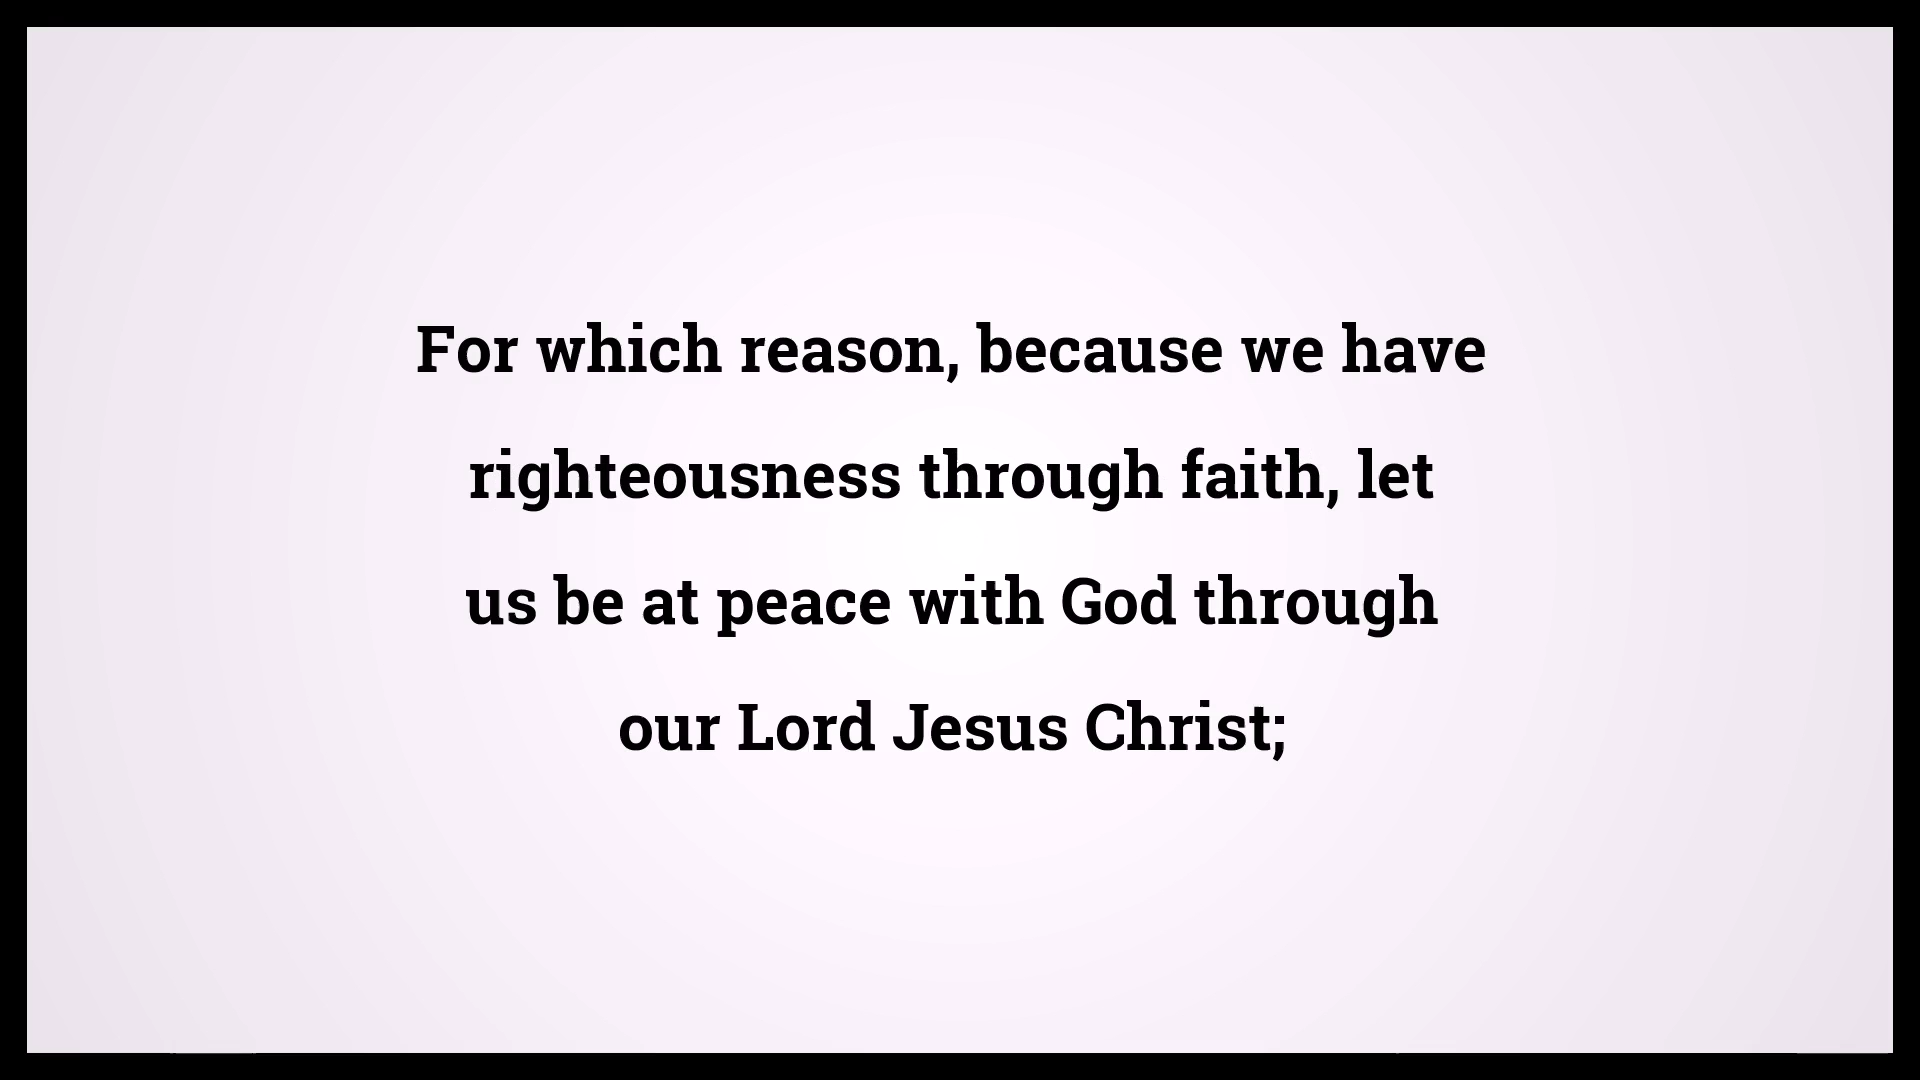 For which reason, because we have
righteousness through faith, let
us be at peace with God through
our Lord Jesus Christ;